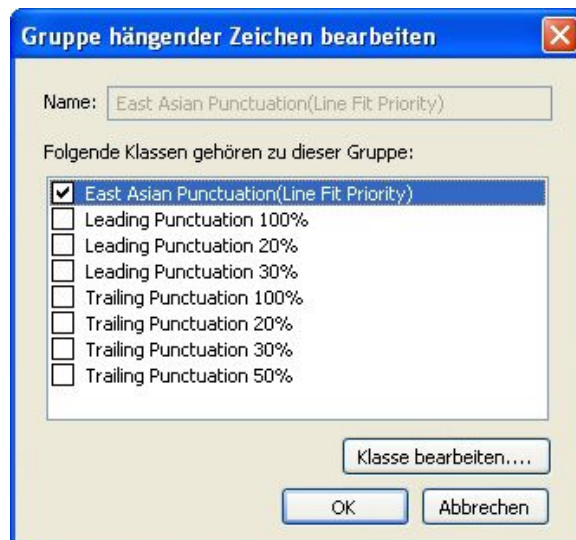 Gruppe hängender Zeichen bearbeiten
Name: East Asian Punctuation(Line Fit Priority)
Folgende Klassen gehören zu dieser Gruppe:
East Asian Punctuation(Line Fit Priority)
Leading Punctuation 100%
Leading Punctuation 20%
Leading Punctuation 30%
Trailing Punctuation 100%
Trailing Punctuation 20%
Trailing Punctuation 30%
Trailing Punctuation 50%
Klasse bearbeiten....
OK Abbrechen